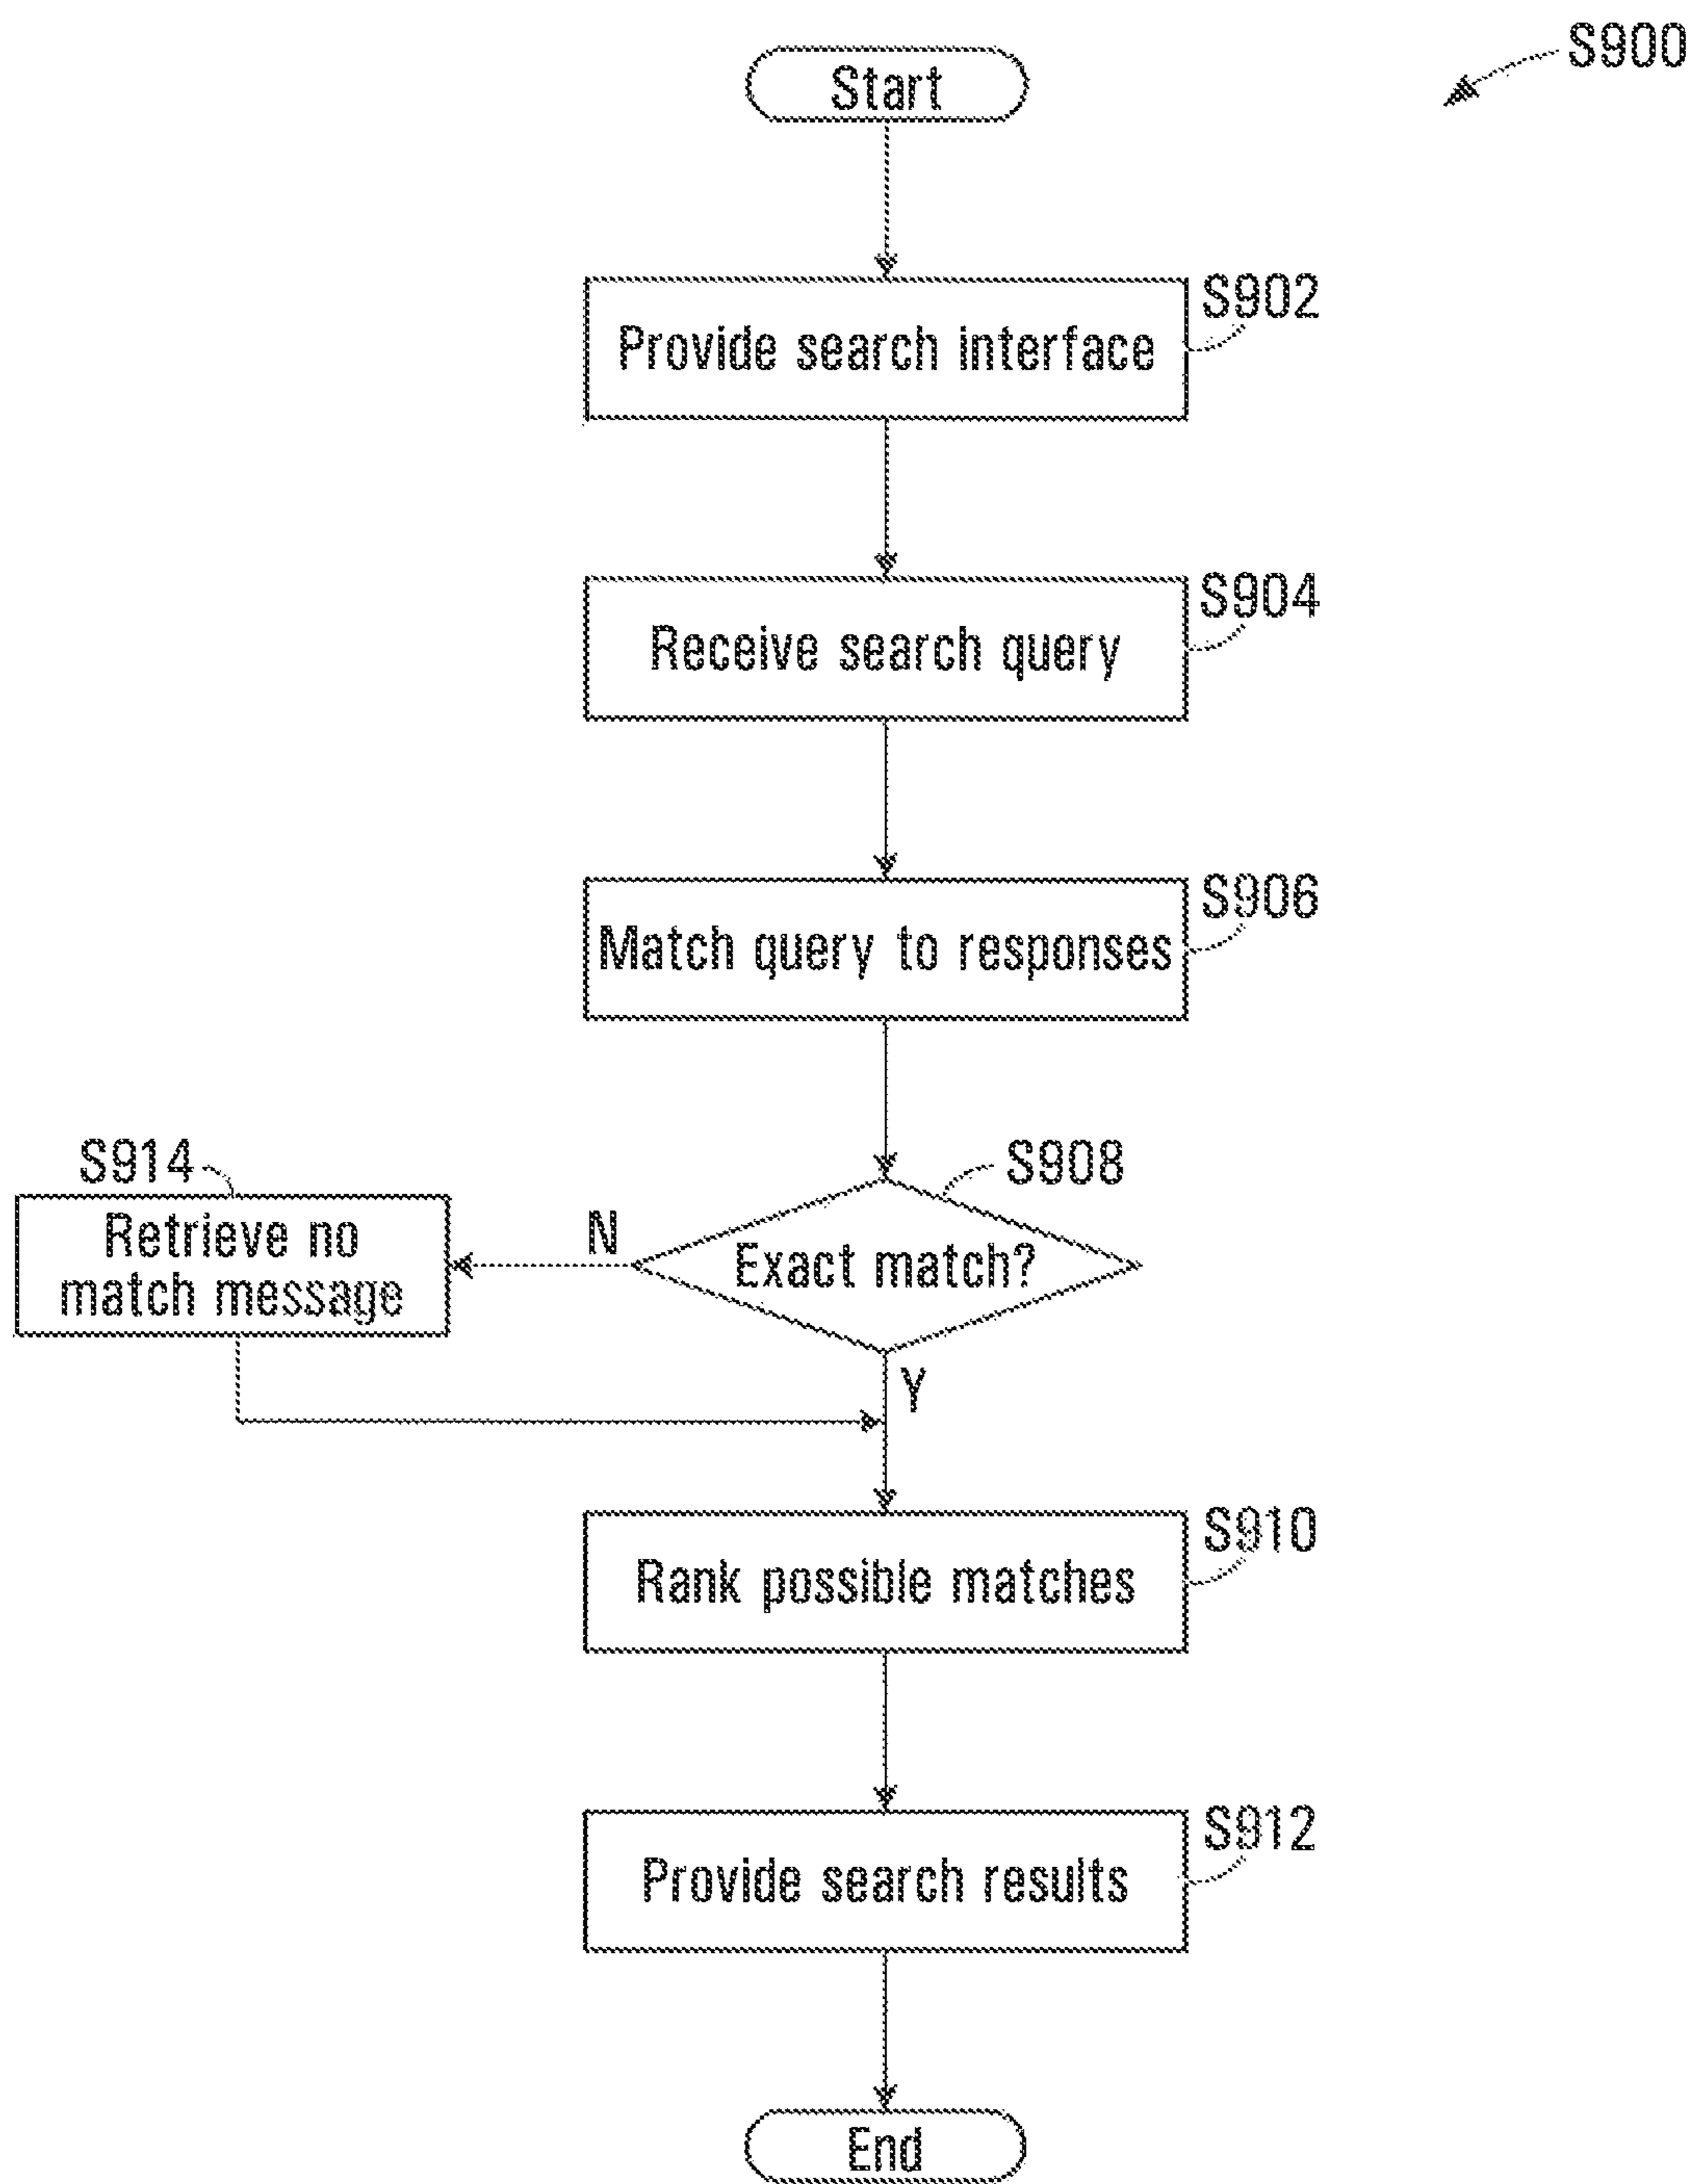 S900
Start
S902
Provide search interface
S904
Receive search query
S906
Match query to responses
S914
S908
Retrieve no
match message
N
Exact match?
Y
S910
Rank possible matches
S912
Provide search results
End